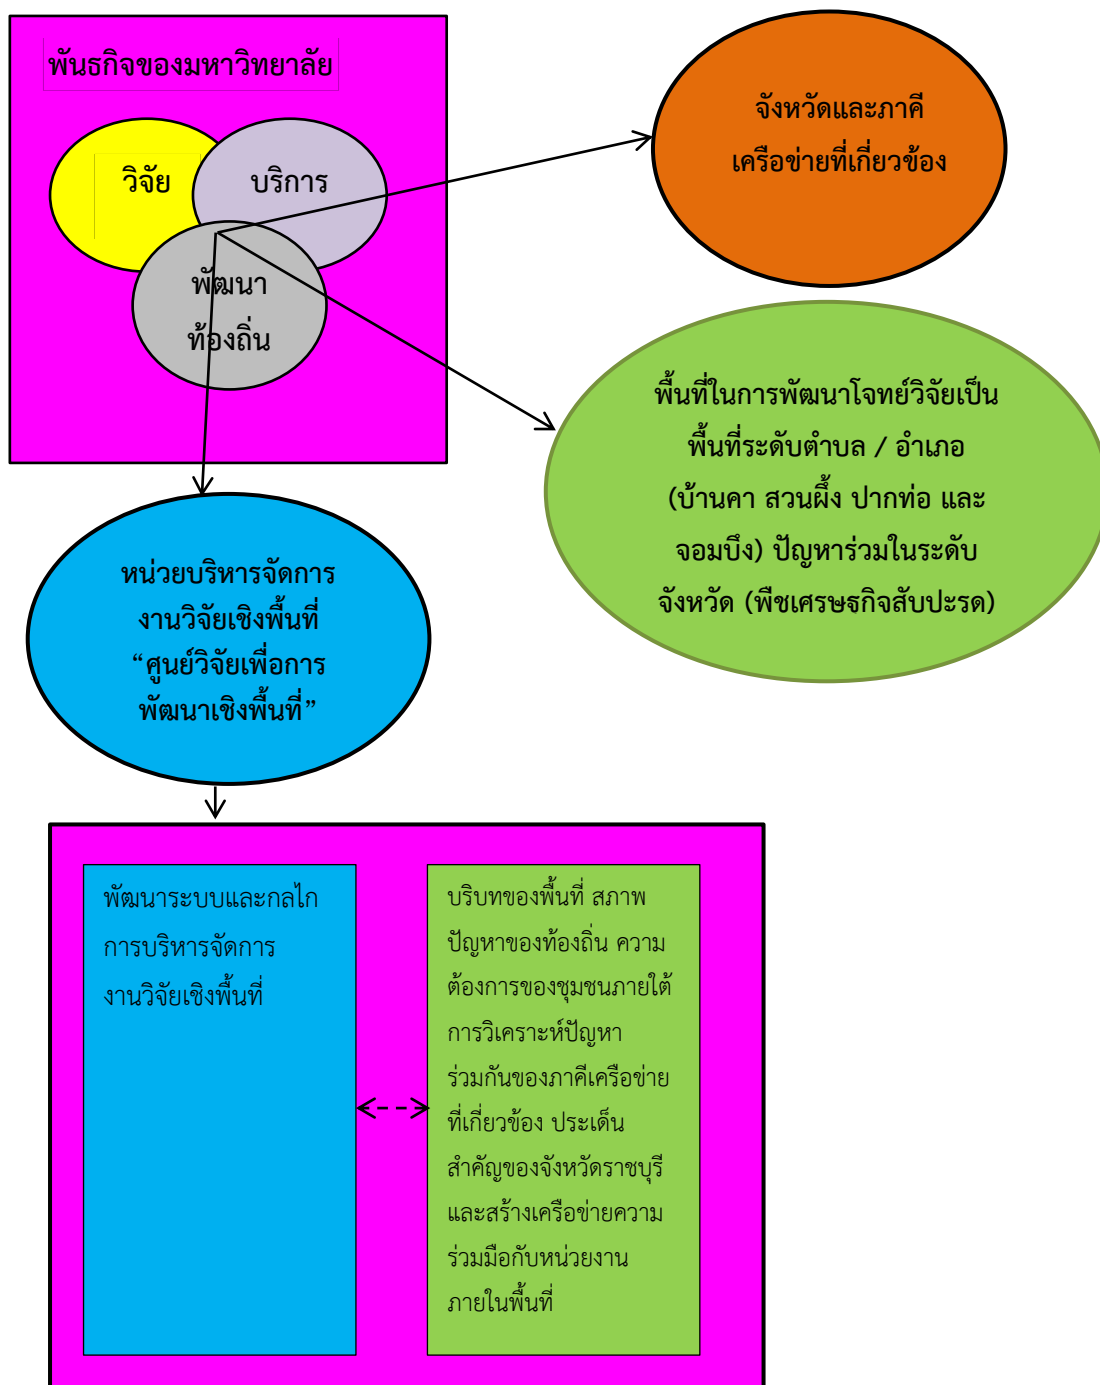 พันธกิจของมหาวิทยาลัย
วิจัย
บริการ
พัฒนา
ท้องถิ่น
จังหวัดและภาคี
เครือข่ายที่เกี่ยวข้อง
พื้นที่ในการพัฒนาโจทย์วิจัยเป็น
พื้นที่ระดับตำบล / อำเภอ
(บ้านคา สวนผึ้ง ปากท่อ และ
จอมบึง) ปัญหาร่วมในระดับ
จังหวัด (พืชเศรษฐกิจสับปะรด)
หน่วยบริหารจัดการ
งานวิจัยเชิงพื้นที่
“ศูนย์วิจัยเพื่อการ
พัฒนาเชิงพื้นที่”
พัฒนาระบบและกลไก
การบริหารจัดการ
งานวิจัยเชิงพื้นที่
บริบทของพื้นที่ สภาพ
ปัญหาของท้องถิ่น ความ
ต้องการของชุมชนภายใต้
การวิเคราะห์ปัญหา
ร่วมกันของภาคีเครือข่าย
ที่เกี่ยวข้อง ประเด็น
สำคัญของจังหวัดราชบุรี
และสร้างเครือข่ายความ
ร่วมมือกับหน่วยงาน
ภายในพื้นที่